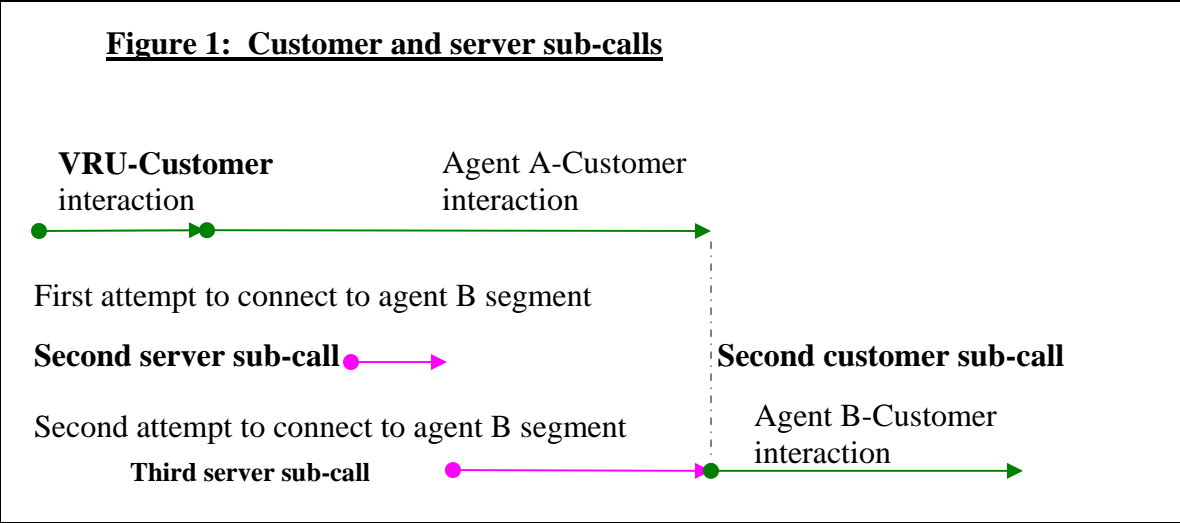 Figure 1: Customer and server sub-calls
VRU-Customer
interaction
Agent A-Customer
interaction
First attempt to connect to agent B segment
Second server sub-call
Second customer sub-call
Second attempt to connect to agent B segment
Agent B-Customer
interaction
Third server sub-call